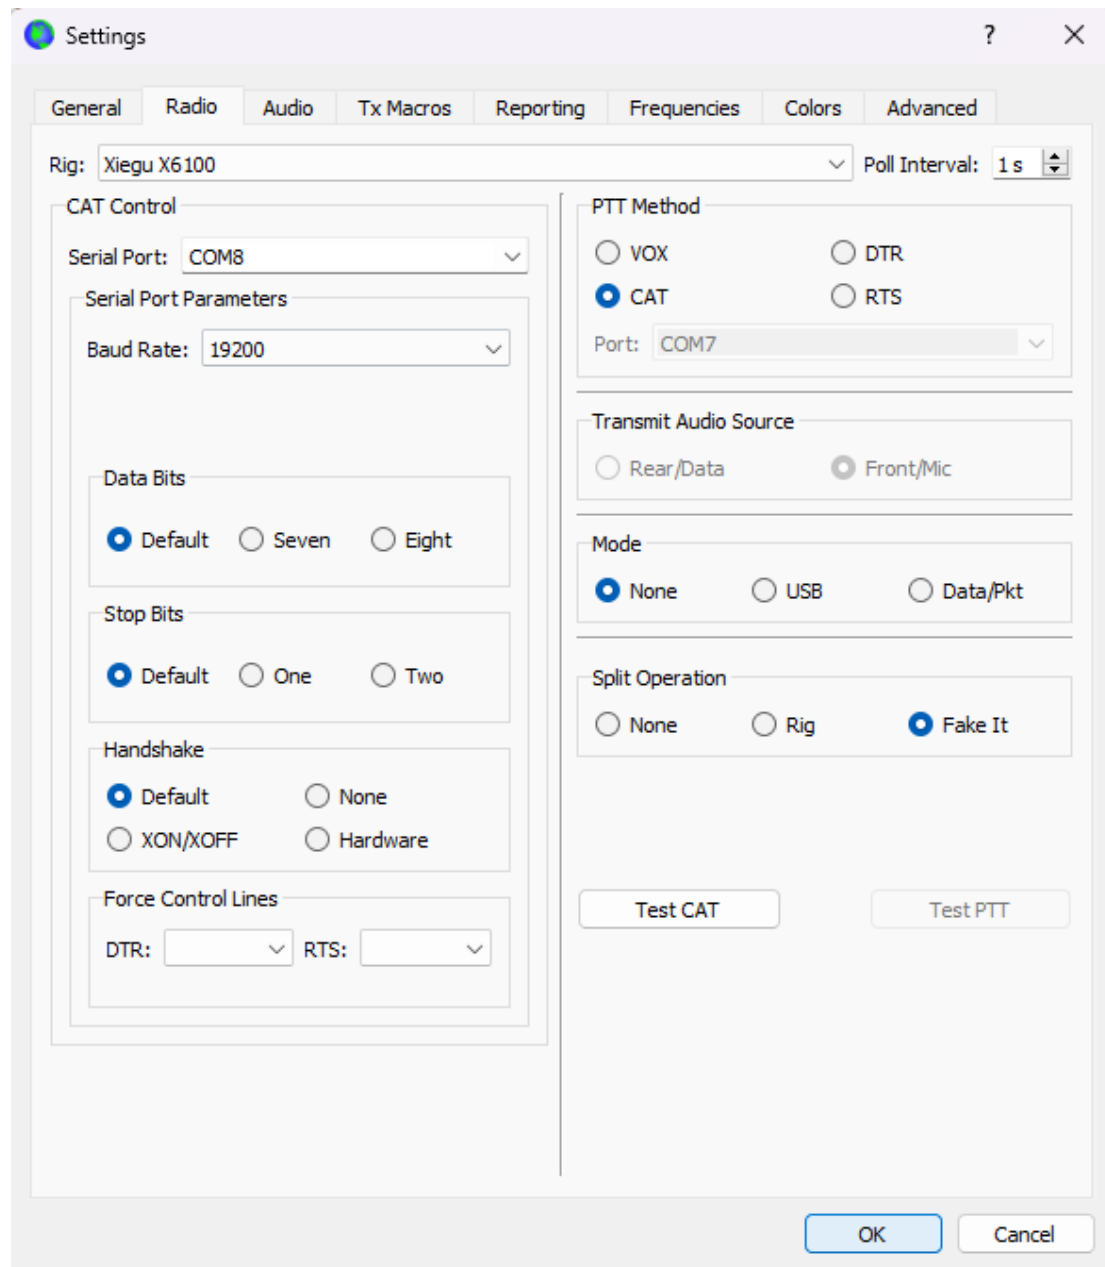 Settings ?
General Radio Audio Tx Macros Reporting Frequencies Colors Advanced
Rig: Xiegu X6100 Poll Interval: 1 s
CAT Control
Serial Port: COM8
Serial Port Parameters
Baud Rate: 19200
Data Bits
Default Seven Eight
Stop Bits
Default One Two
Handshake
Default None
XON/XOFF Hardware
Force Control Lines
DTR: RTS:
PTT Method
VOX DTR
CAT RTS
Port: COM7
Transmit Audio Source
Rear/Data Front/Mic
Mode
None USB Data/Pkt
Split Operation
None Rig Fake It
Test CAT Test PTT
OK Cancel